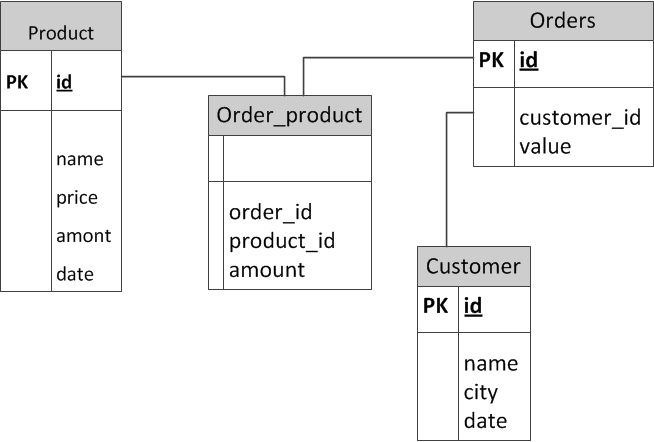 Product
PK id
name
price
amont
date
Order_product
order_id
product_id
amount
Orders
PK id
customer_id
value
Customer
PK id
name
city
date